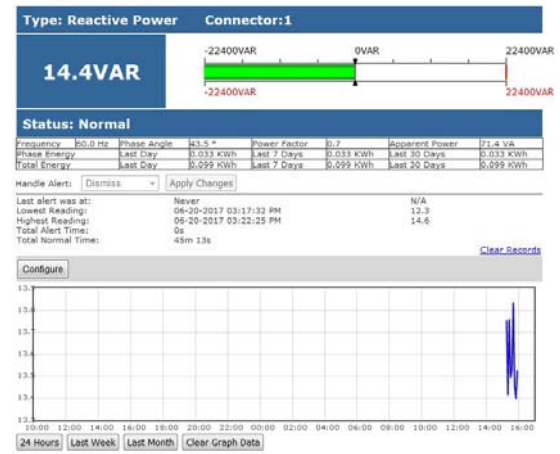 Type: Reactive Power Connector:1
-22400VAR 0VAR 22400VAR
14.4VAR
-22400VAR 22400VAR
Status: Normal
Frequency 60.0 Hz Phase Angle 43.5 ° Power Factor 0.7 Apparent Power 71.4 VA
Phase Energy Last Day 0.033 KWh Last 7 Days 0.033 KWh Last 30 Days 0.033 KWh
Total Energy Last Day 0.099 KWh Last 7 Days 0.099 KWh Last 30 Days 0.099 KWh
Handle Alert: Dismiss Apply Changes
Last alert was at: Never N/A
Lowest Reading: 06-20-2017 03:17:32 PM 12.3
Highest Reading: 06-20-2017 03:22:25 PM 14.6
Total Alert Time: 0s
Total Normal Time: 45m 13s
Clear Records
Configure
13.
13.
13.
13.
13.
13.
13.
10:00 12:00 14:00 16:00 18:00 20:00 22:00 00:00 02:00 04:00 06:00 08:00 10:00 12:00 14:00 16:00
24 Hours Last Week Last Month Clear Graph Data